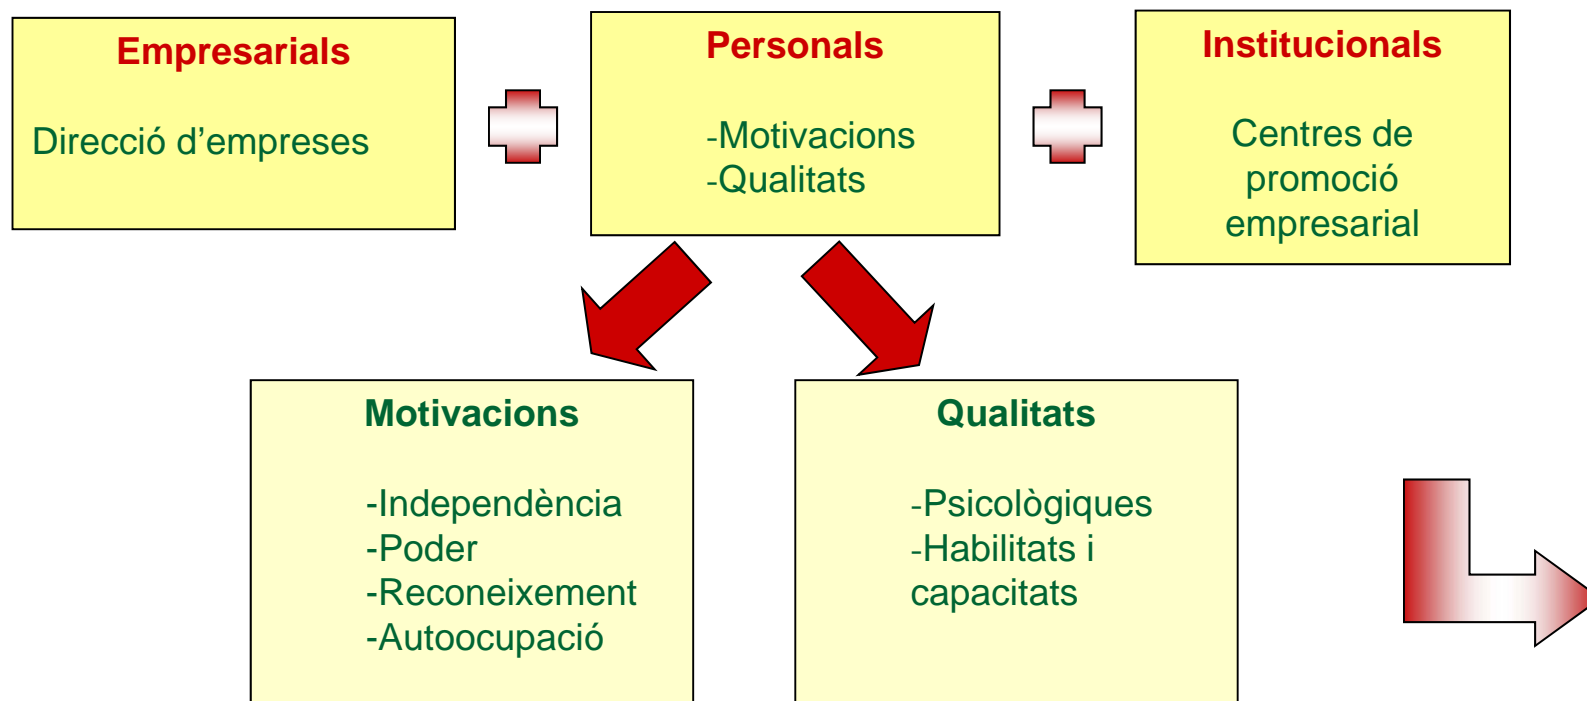 Empresarials
Direcció d’empreses
Personals
-Motivacions
-Qualitats
Institucionals
Centres de
promoció
empresarial
Motivacions
-Independència
-Poder
-Reconeixement
-Autoocupació
Qualitats
-Psicològiques
-Habilitats i
capacitats